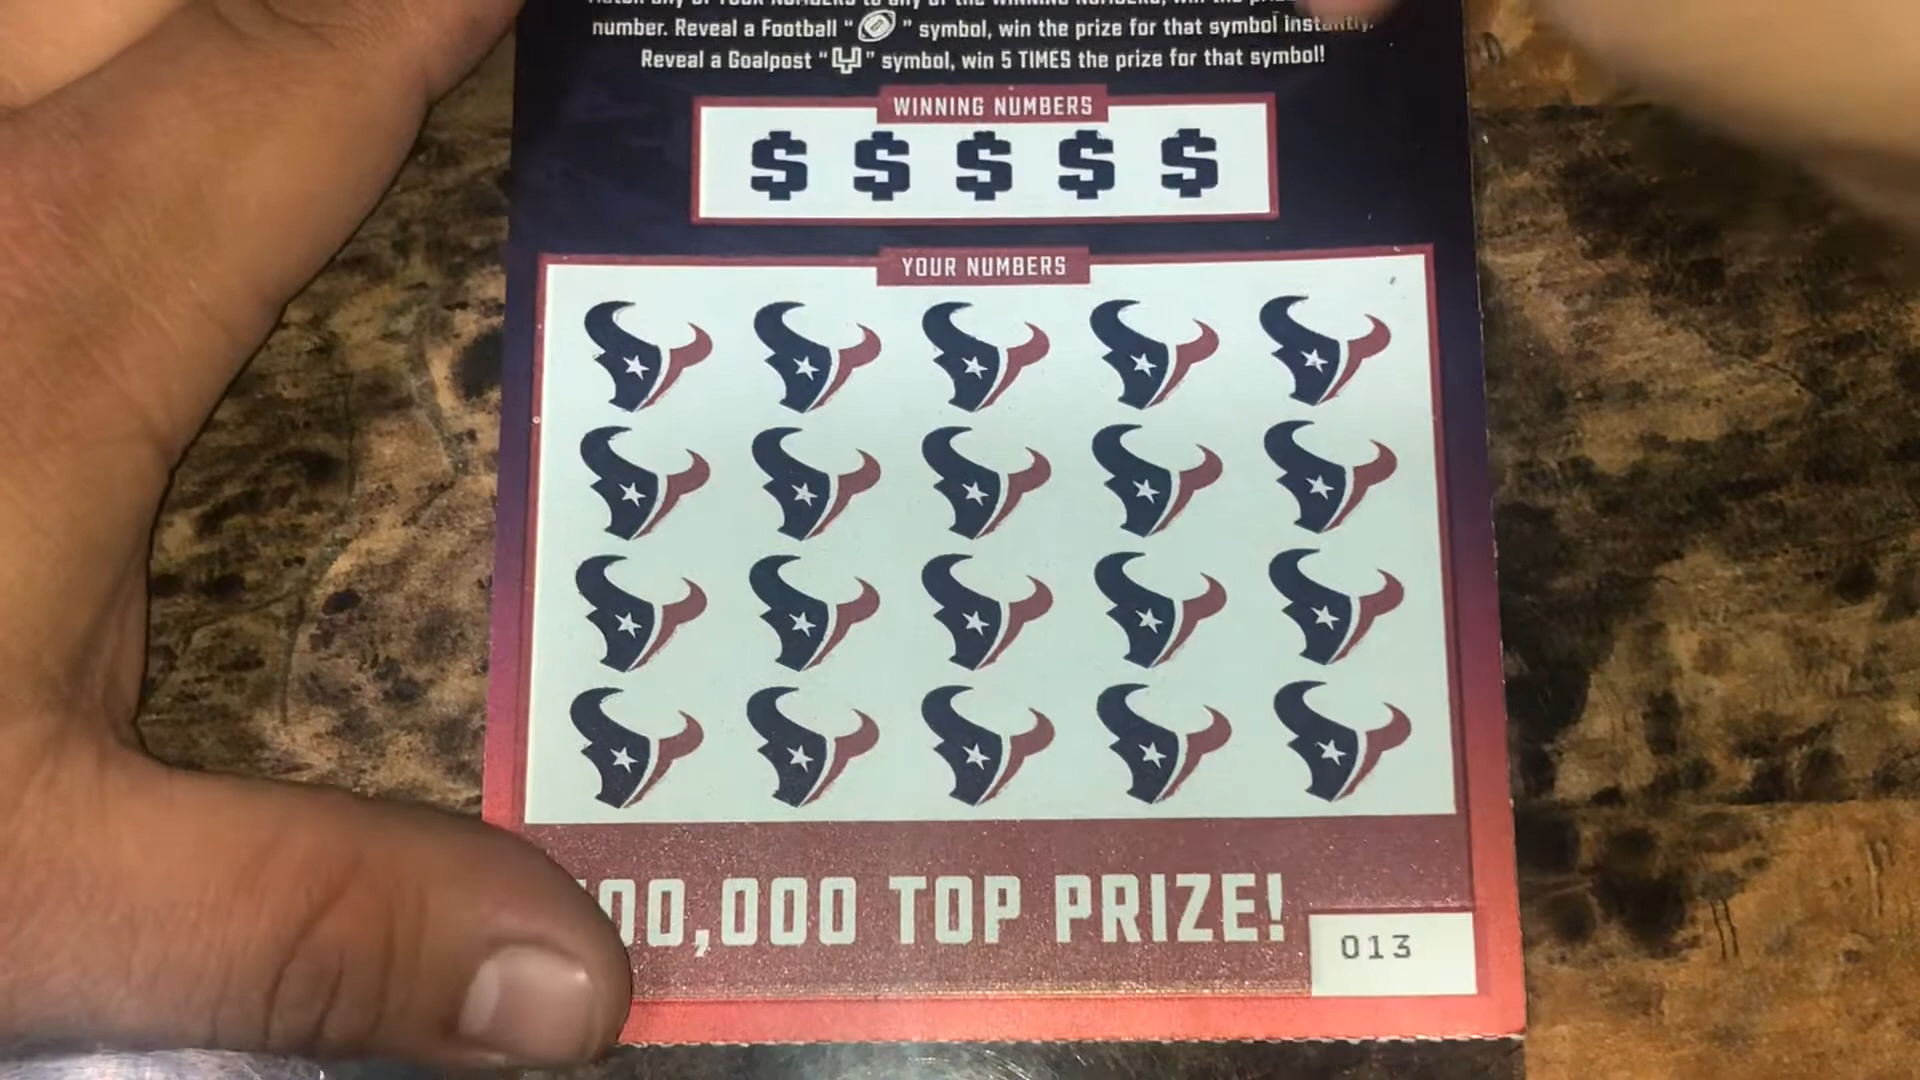 number. Reveal a Football “ ” symbol, win the prize for that symbol instantly.
Reveal a Goalpost “ ” symbol, win 5 TIMES the prize for that symbol!
WINNING NUMBERS
$ $ $ $ $
YOUR NUMBERS
00,000 TOP PRIZE!
013